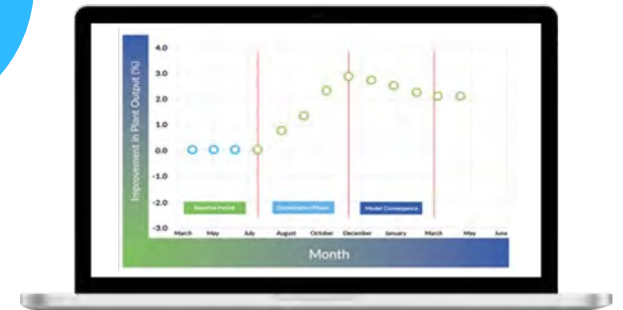 Improvement in Plant Output (%)
4.0
3.0
2.0
1.0
0.0
-1.0
-2.0
-3.0
Baseline Period
Optimization Phase
Model Convergence
March May July August October December January March May June
Month